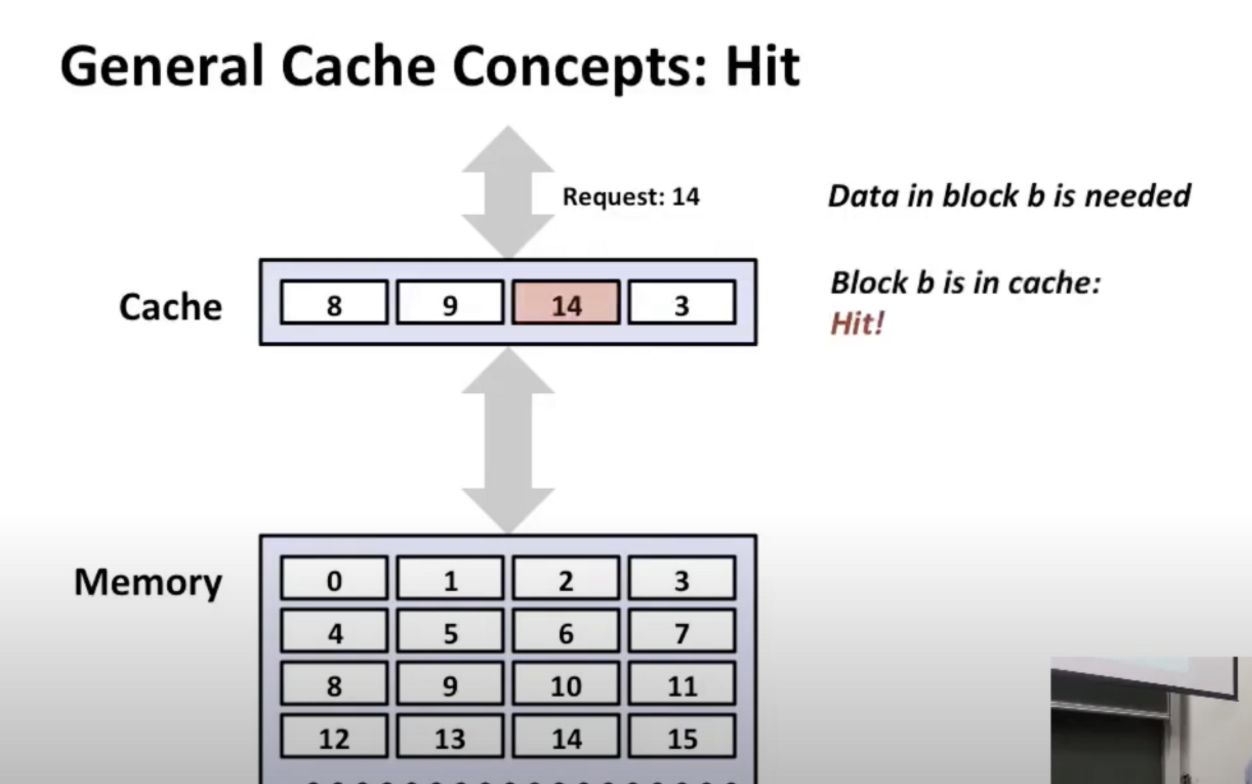 General Cache Concepts: Hit
Request: 14
Data in block b is needed
Cache
8 9 14 3
Block b is in cache:
Hit!
Memory
0 1 2 3
4 5 6 7
8 9 10 11
12 13 14 15